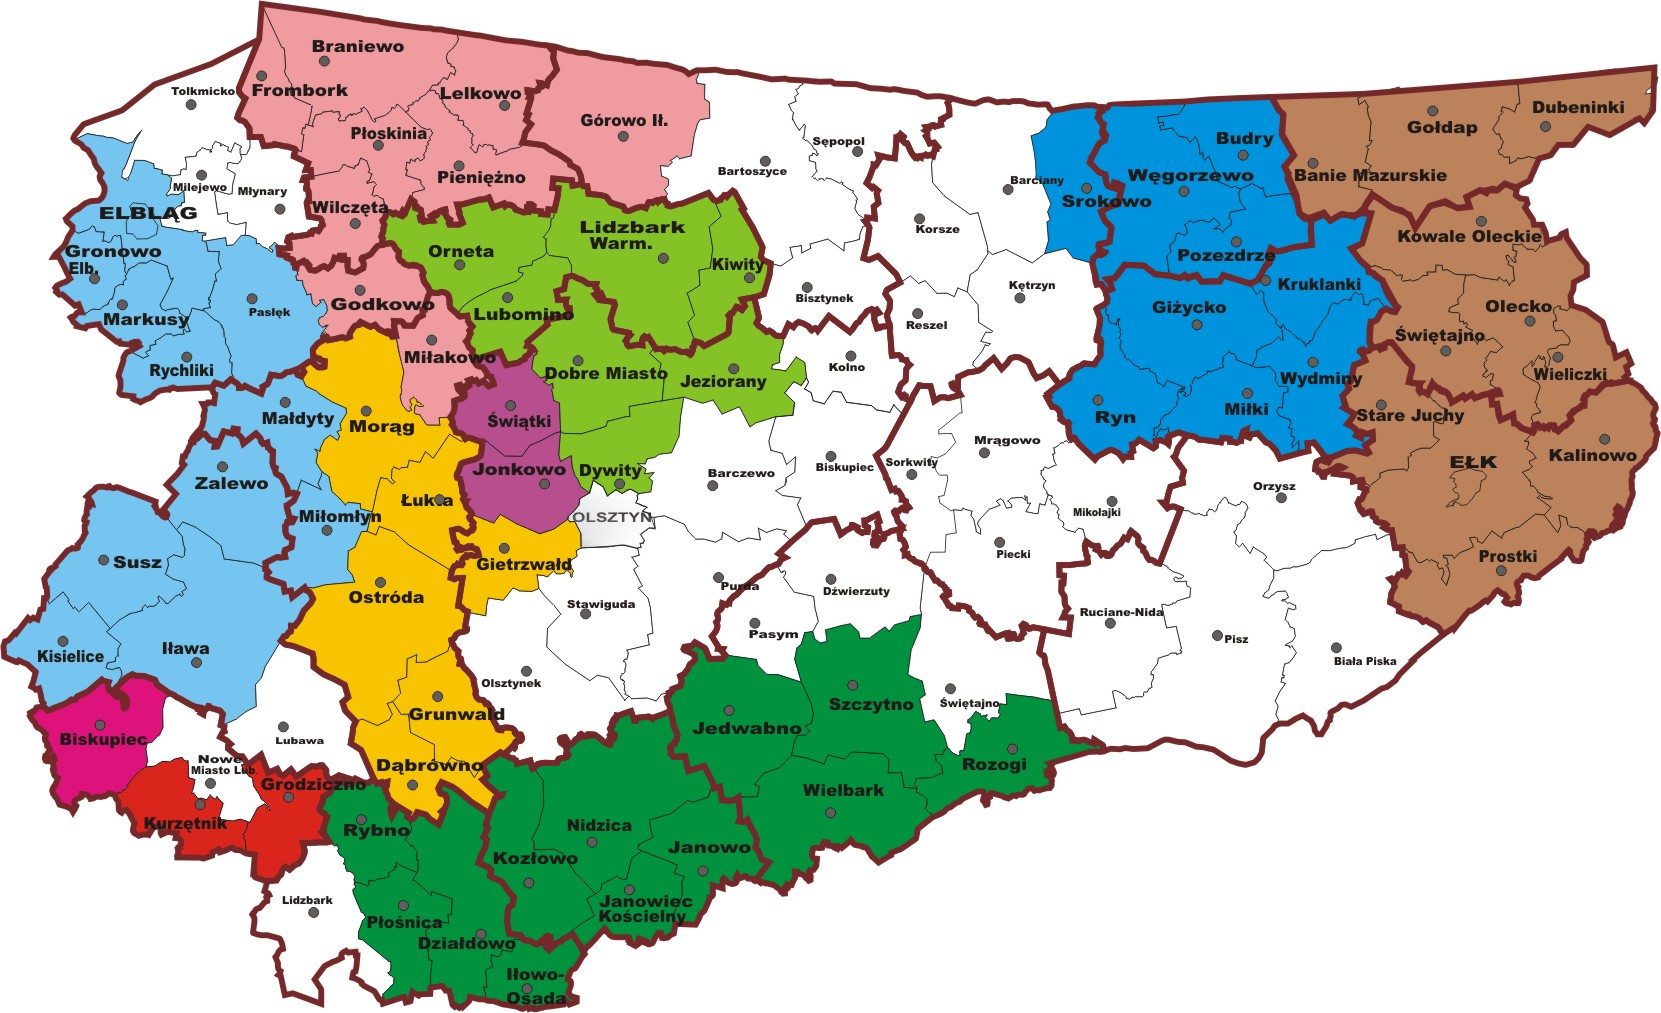 Braniewo
Frombork
Tolmicko
Lelkowo
Płoskinia
Górowo Ił.
Pieniężno
Wilczęta
Milejewo
Młynary
ELBLĄG
Gronowo
Elb.
Markusy
Pasłęk
Rychliki
Godkowo
Miłakowo
Orneta
Lidzbark
Warm.
Kiwity
Lubomino
Dobre Miasto
Jeziorany
Bartoszyce
Sępopol
Bisztynek
Kolno
Korsze
Barciany
Srokowo
Reszel
Kętrzyn
Węgorzewo
Budry
Pozezdrze
Banie Mazurskie
Gołdap
Dubeninki
Kowale Oleckie
Giżycko
Kruklanki
Olecko
Świętajno
Wieliczki
Wydminy
Miłki
Ryn
Stare Juchy
EŁK
Kalinowo
Prostki
Małdyty
Morąg
Świątki
Jonkowo
Dywity
OLSZTYN
Barczewo
Biskupiec
Sorkwity
Mrągowo
Mikołajki
Piecki
Orzysz
Zalewo
Miłomłyn
Łukta
Gietrzwałd
Susz
Ostróda
Stawiguda
Purda
Dźwierzuty
Pasym
Ruciane-Nida
Pisz
Biała Piska
Kisielice
Iława
Olsztynek
Grunwald
Jedwabno
Szczytno
Świętajno
Rozogi
Wielbark
Biskupiec
Lubawa
Nowe
Miasto Lub.
Grodziczno
Kurzętnik
Dąbrówno
Rybno
Nidzica
Kozłowo
Janowo
Janowiec
Kościelny
Lidzbark
Płośnica
Działdowo
Iłowo-
Osada